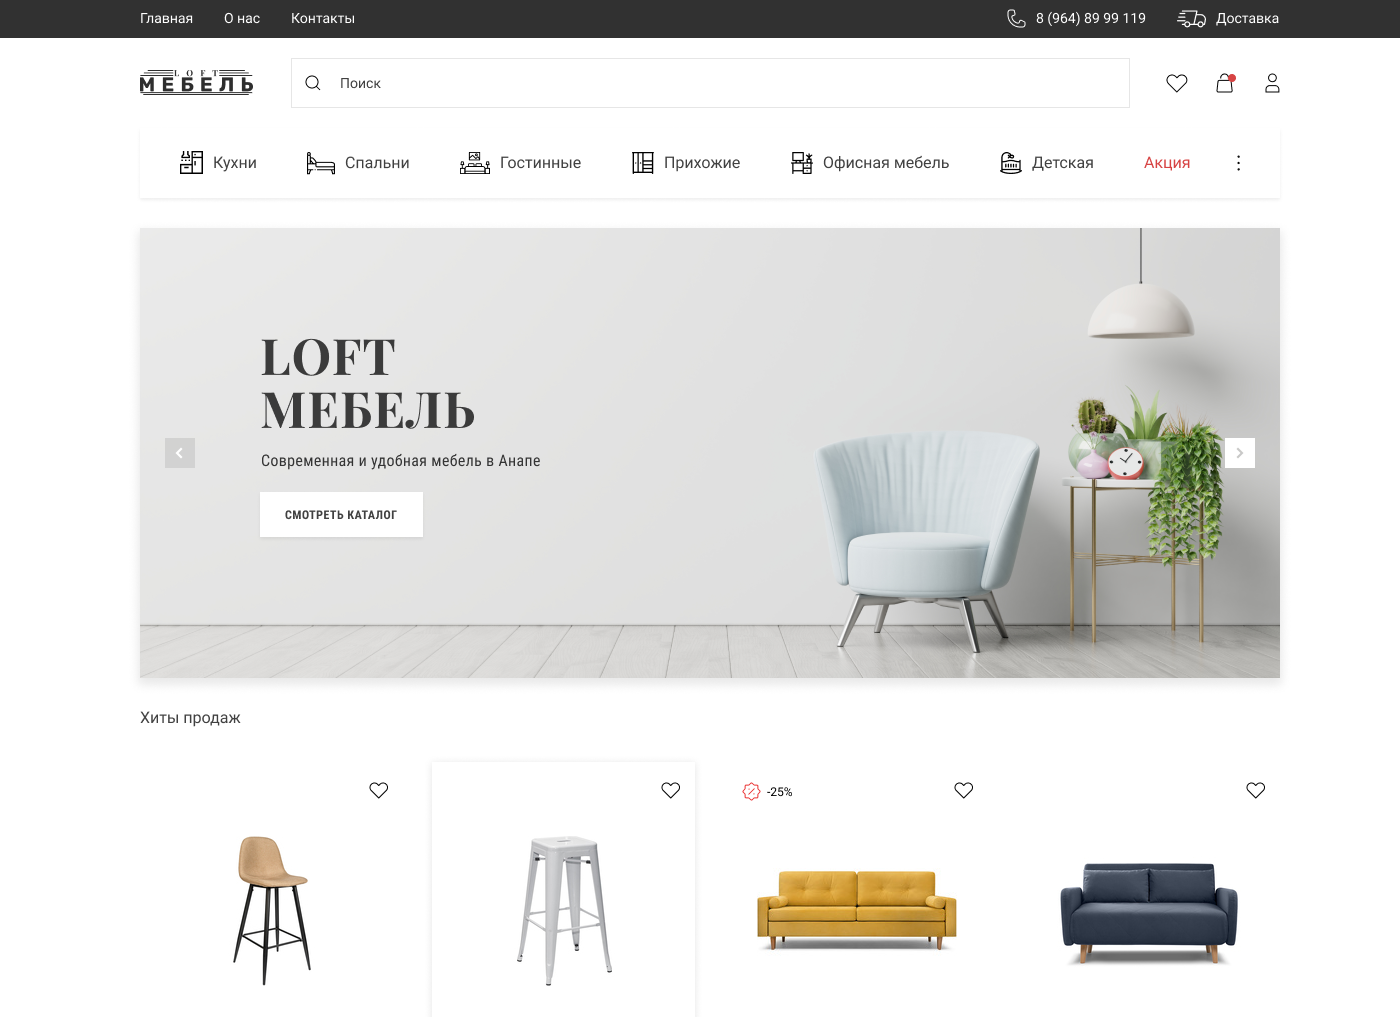 Главная О нас Контакты 8 (964) 89 99 119 Доставка
LOFT
МЕБЕЛЬ
Поиск
Кухни Спальни Гостинные Прихожие Офисная мебель Детская Акция
LOFT
МЕБЕЛЬ
Современная и удобная мебель в Анапе
СМОТРЕТЬ КАТАЛОГ
Хиты продаж
-25%